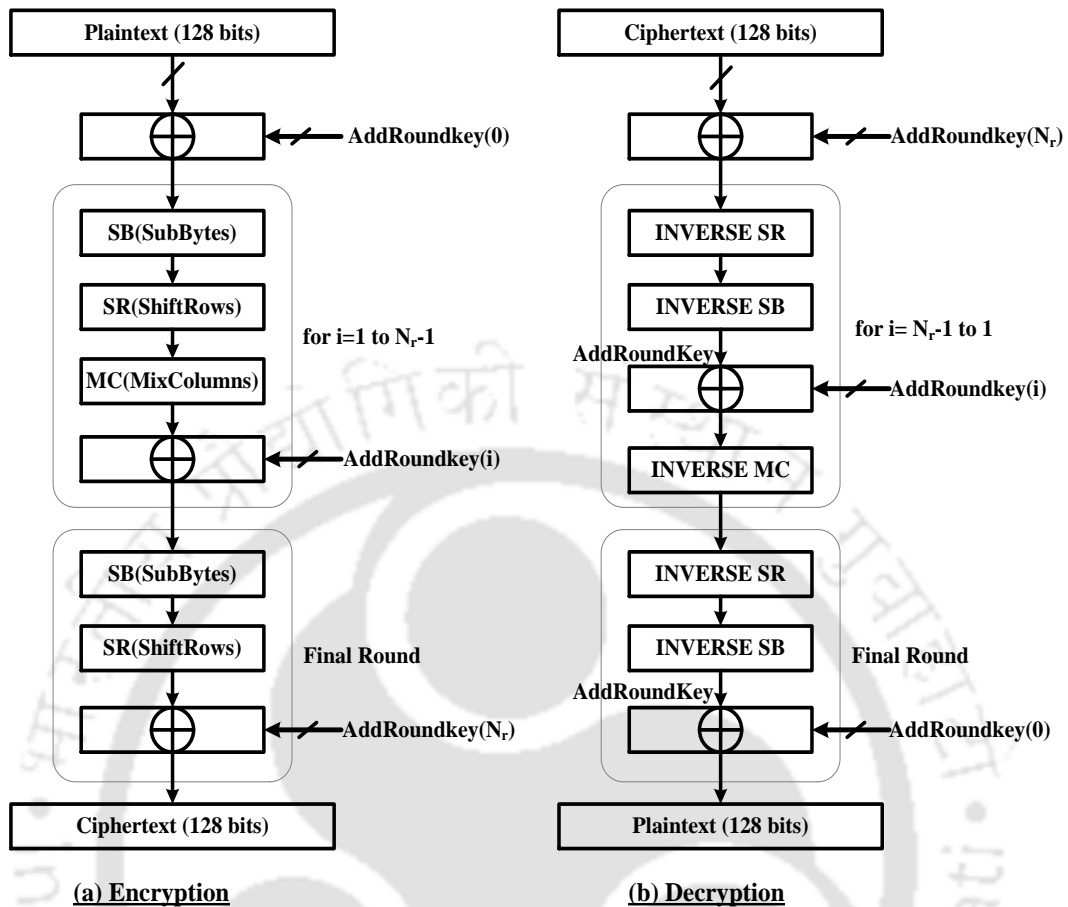 Plaintext (128 bits)
AddRoundkey(0)
SB(SubBytes)
SR(ShiftRows)
MC(MixColumns)
for i=1 to Nr-1
AddRoundkey(i)
SB(SubBytes)
SR(ShiftRows)
Final Round
AddRoundkey(Nr)
Ciphertext (128 bits)
(a) Encryption
Ciphertext (128 bits)
AddRoundkey(Nr)
INVERSE SR
INVERSE SB
for i= Nr-1 to 1
AddRoundKey
AddRoundkey(i)
INVERSE MC
INVERSE SR
INVERSE SB
Final Round
AddRoundKey
AddRoundkey(0)
Plaintext (128 bits)
(b) Decryption